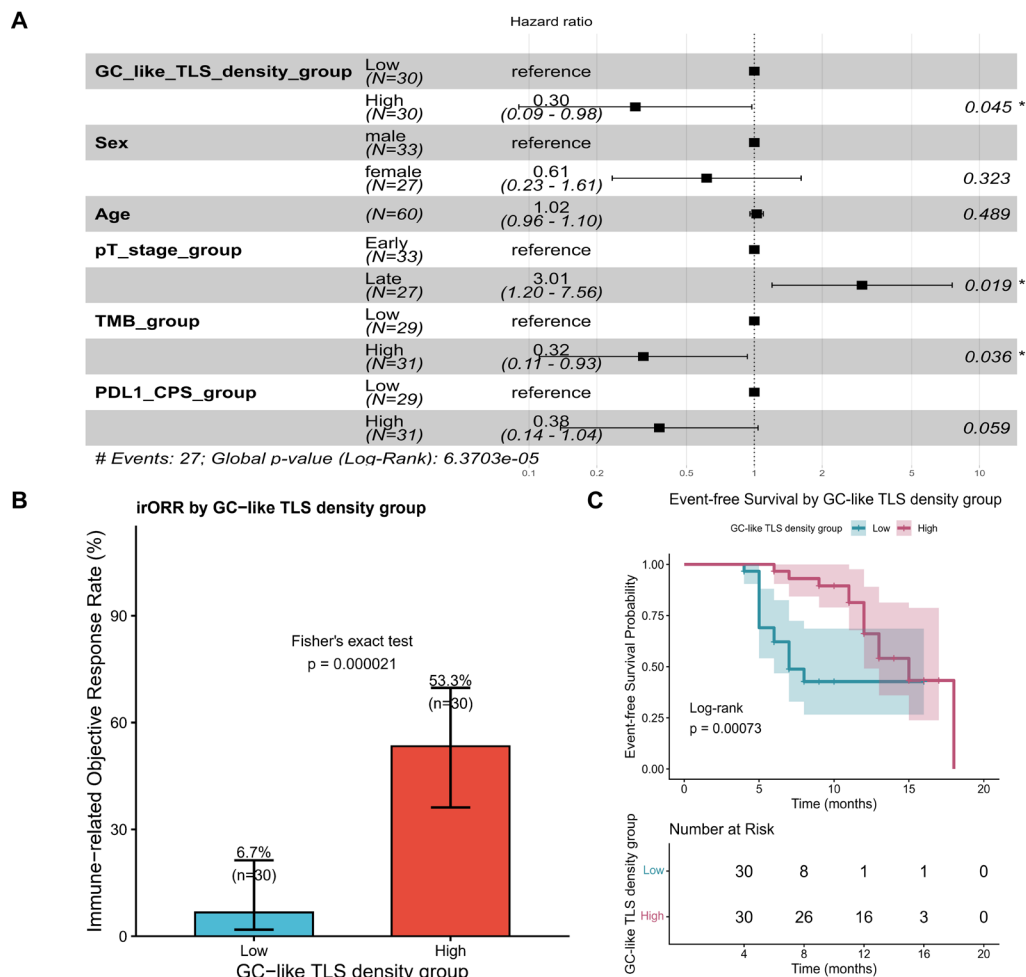 A
Hazard ratio
GC_like_TLS_density_group
Low
(N=30)
reference
High
(N=30)
0.30
(0.09 - 0.98)
0.045 *
Sex
male
(N=33)
reference
female
(N=27)
0.61
(0.23 - 1.61)
0.323
Age
(N=60)
1.02
(0.96 - 1.10)
0.489
pT_stage_group
Early
(N=33)
reference
Late
(N=27)
3.01
(1.20 - 7.56)
0.019 *
TMB_group
Low
(N=29)
reference
High
(N=31)
0.32
(0.11 - 0.93)
0.036 *
PDL1_CPS_group
Low
(N=29)
reference
High
(N=31)
0.38
(0.14 - 1.04)
0.059
# Events: 27; Global p-value (Log-Rank): 6.3703e-05
0.1 0.2 0.5 1 2 5 10
B
irORR by GC−like TLS density group
Immune−related Objective Response Rate (%)
90
60
30
0
Fisher's exact test
p = 0.000021
6.7%
(n=30)
53.3%
(n=30)
Low High
GC−like TLS density group
C
Event-free Survival by GC-like TLS density group
GC-like TLS density group Low High
Event-free Survival Probability
1.00
0.75
0.50
0.25
0.00
Log-rank
p = 0.00073
0 5 10 15 20
Time (months)
Number at Risk
GC-like TLS density group
Low 30 8 1 1 0
High 30 26 16 3 0
4 8 12 16 20
Time (months)